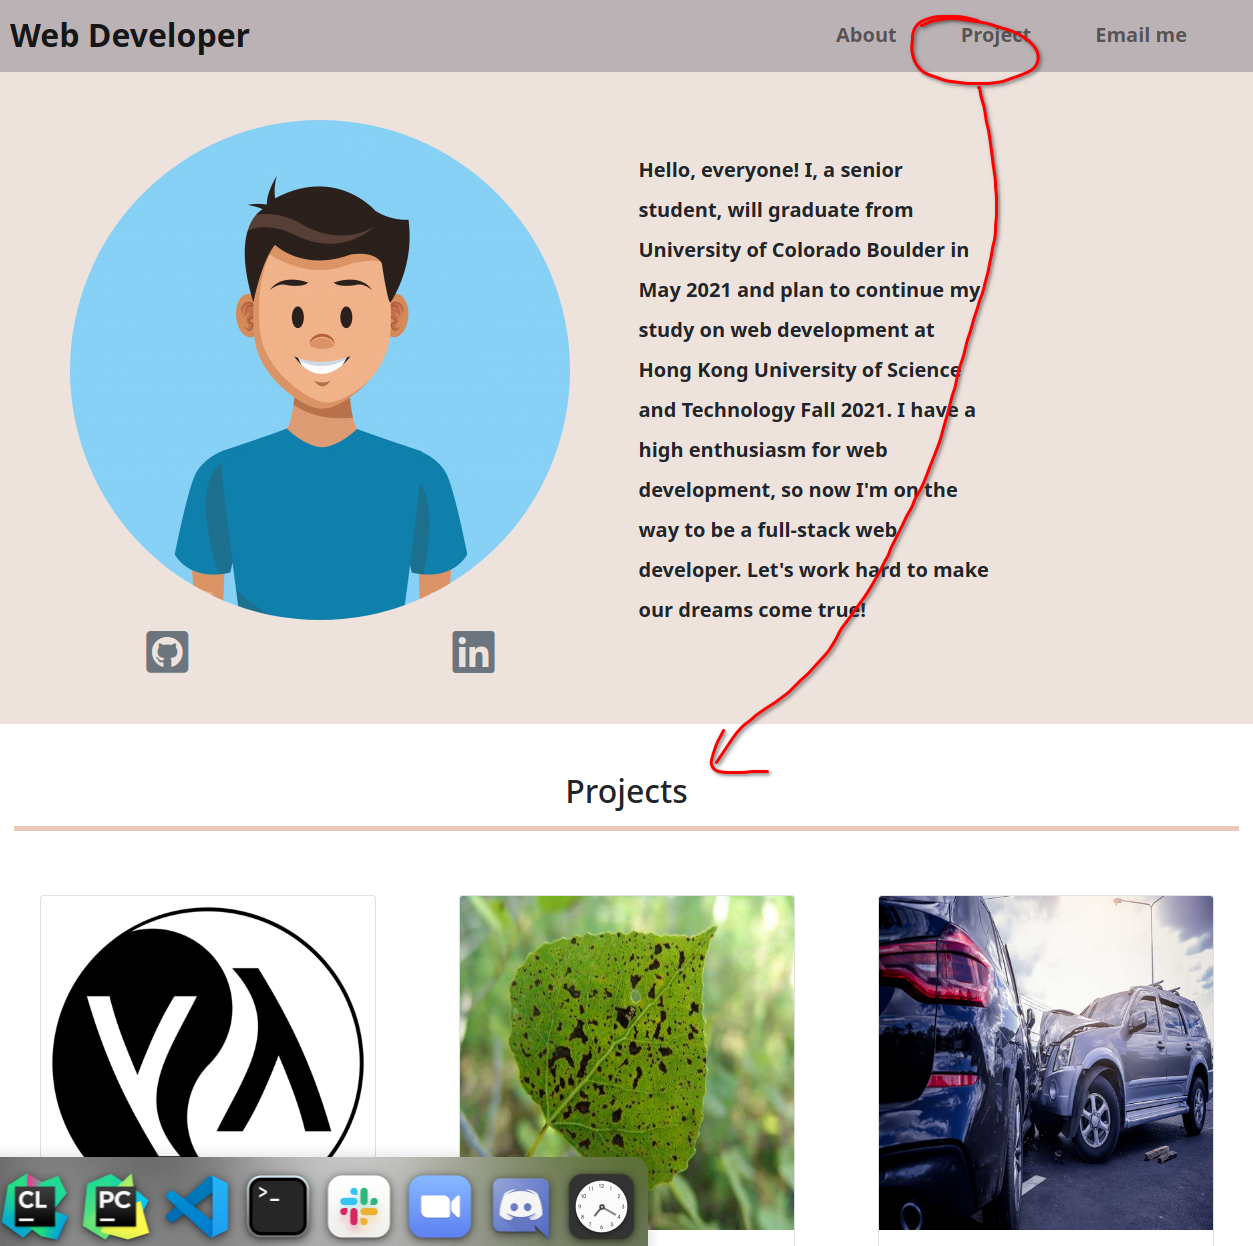 Web Developer
About Project Email me
Hello, everyone! I, a senior
student, will graduate from
University of Colorado Boulder in
May 2021 and plan to continue my
study on web development at
Hong Kong University of Science
and Technology Fall 2021. I have a
high enthusiasm for web
development, so now I'm on the
way to be a full-stack web
developer. Let's work hard to make
our dreams come true!
in
Projects
CL
PC
>_